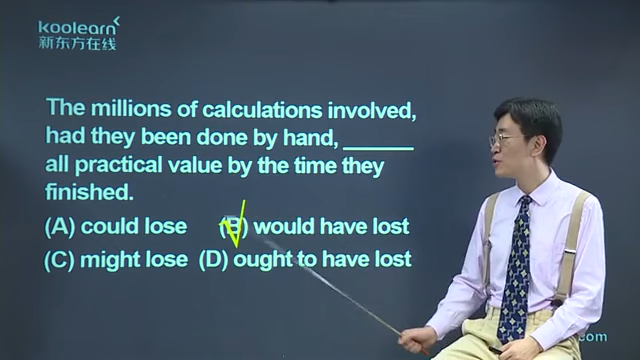 koolearn
新东方在线
The millions of calculations involved,
had they been done by hand, ______
all practical value by the time they
finished.
(A) could lose (B) would have lost
(C) might lose (D) ought to have lost
com